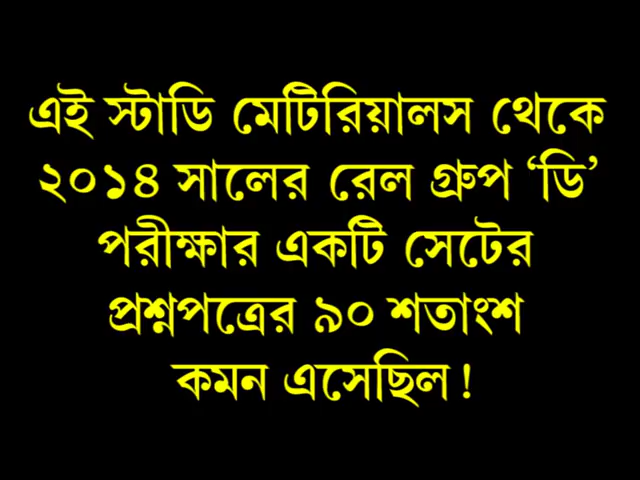 এই স্টাডি মেটিরিয়ালস থেকে
২০১৪ সালের রেল গ্রুপ ‘ডি’
পরীক্ষার একটি সেটের
প্রশ্নপত্রের ৯০ শতাংশ
কমন এসেছিল!